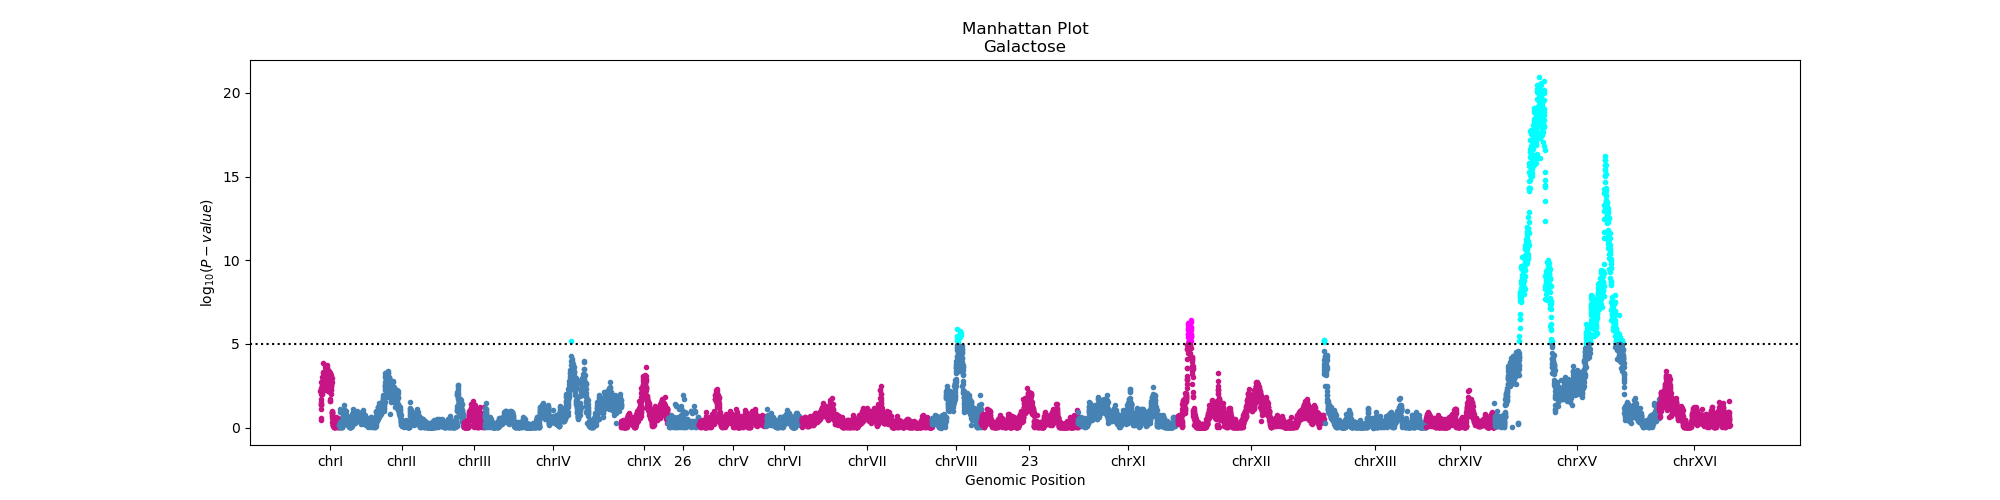 Manhattan Plot
Galactose
20
15
10
5
0
log10(P − value)
chrI chrII chrIII chrIV chrIX 26 chrV chrVI chrVII chrVIII 23 chrXI chrXII chrXIII chrXIV chrXV chrXVI
Genomic Position